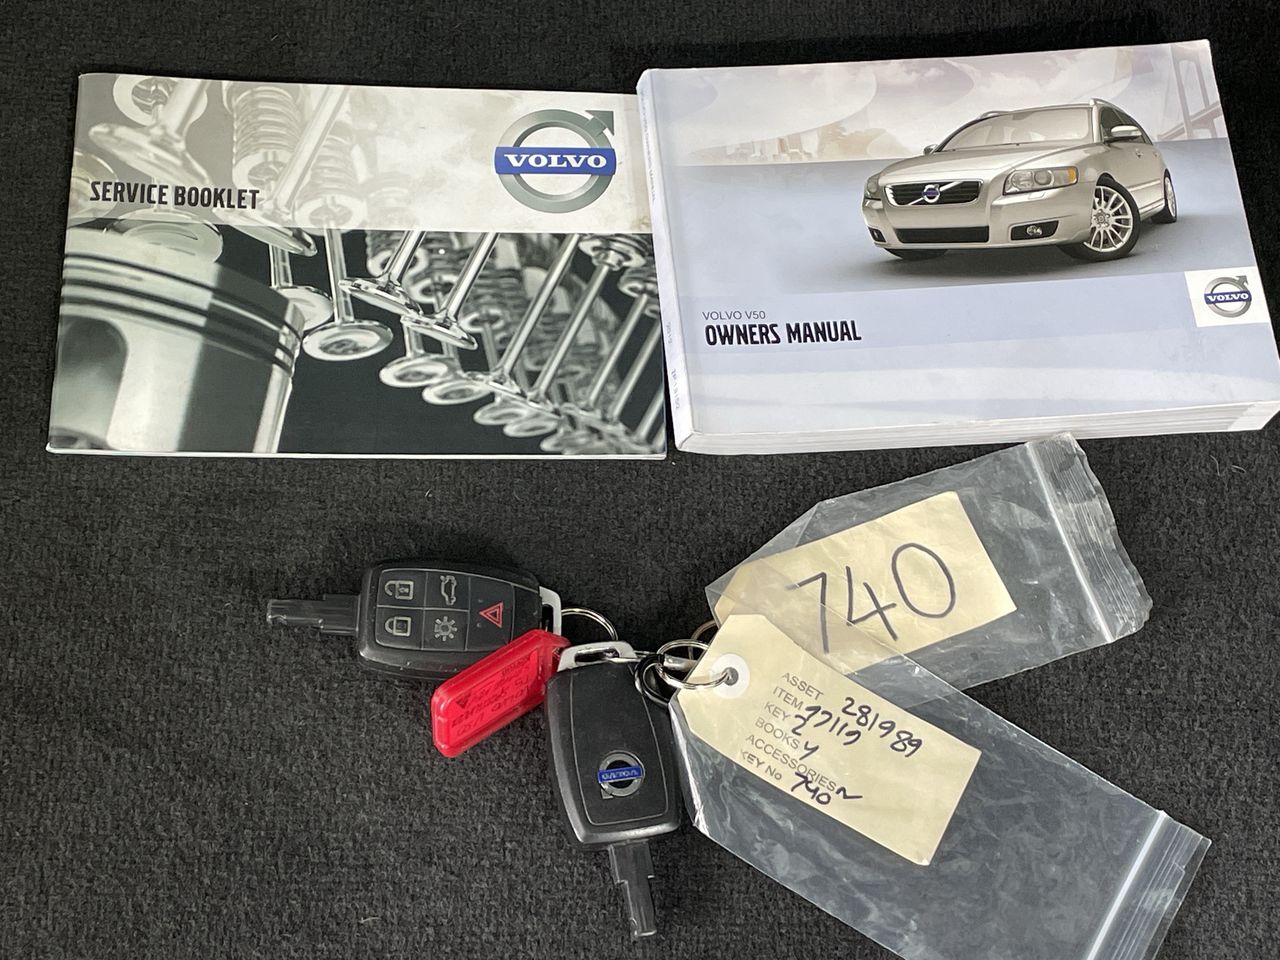 SERVICE BOOKLET
VOLVO
VOLVO V50
OWNERS MANUAL
VOLVO
740
ASSET 281989
ITEM 77119
KEY 2
BOOKS y
ACCESSORIES N
KEY No 740
VOLVO